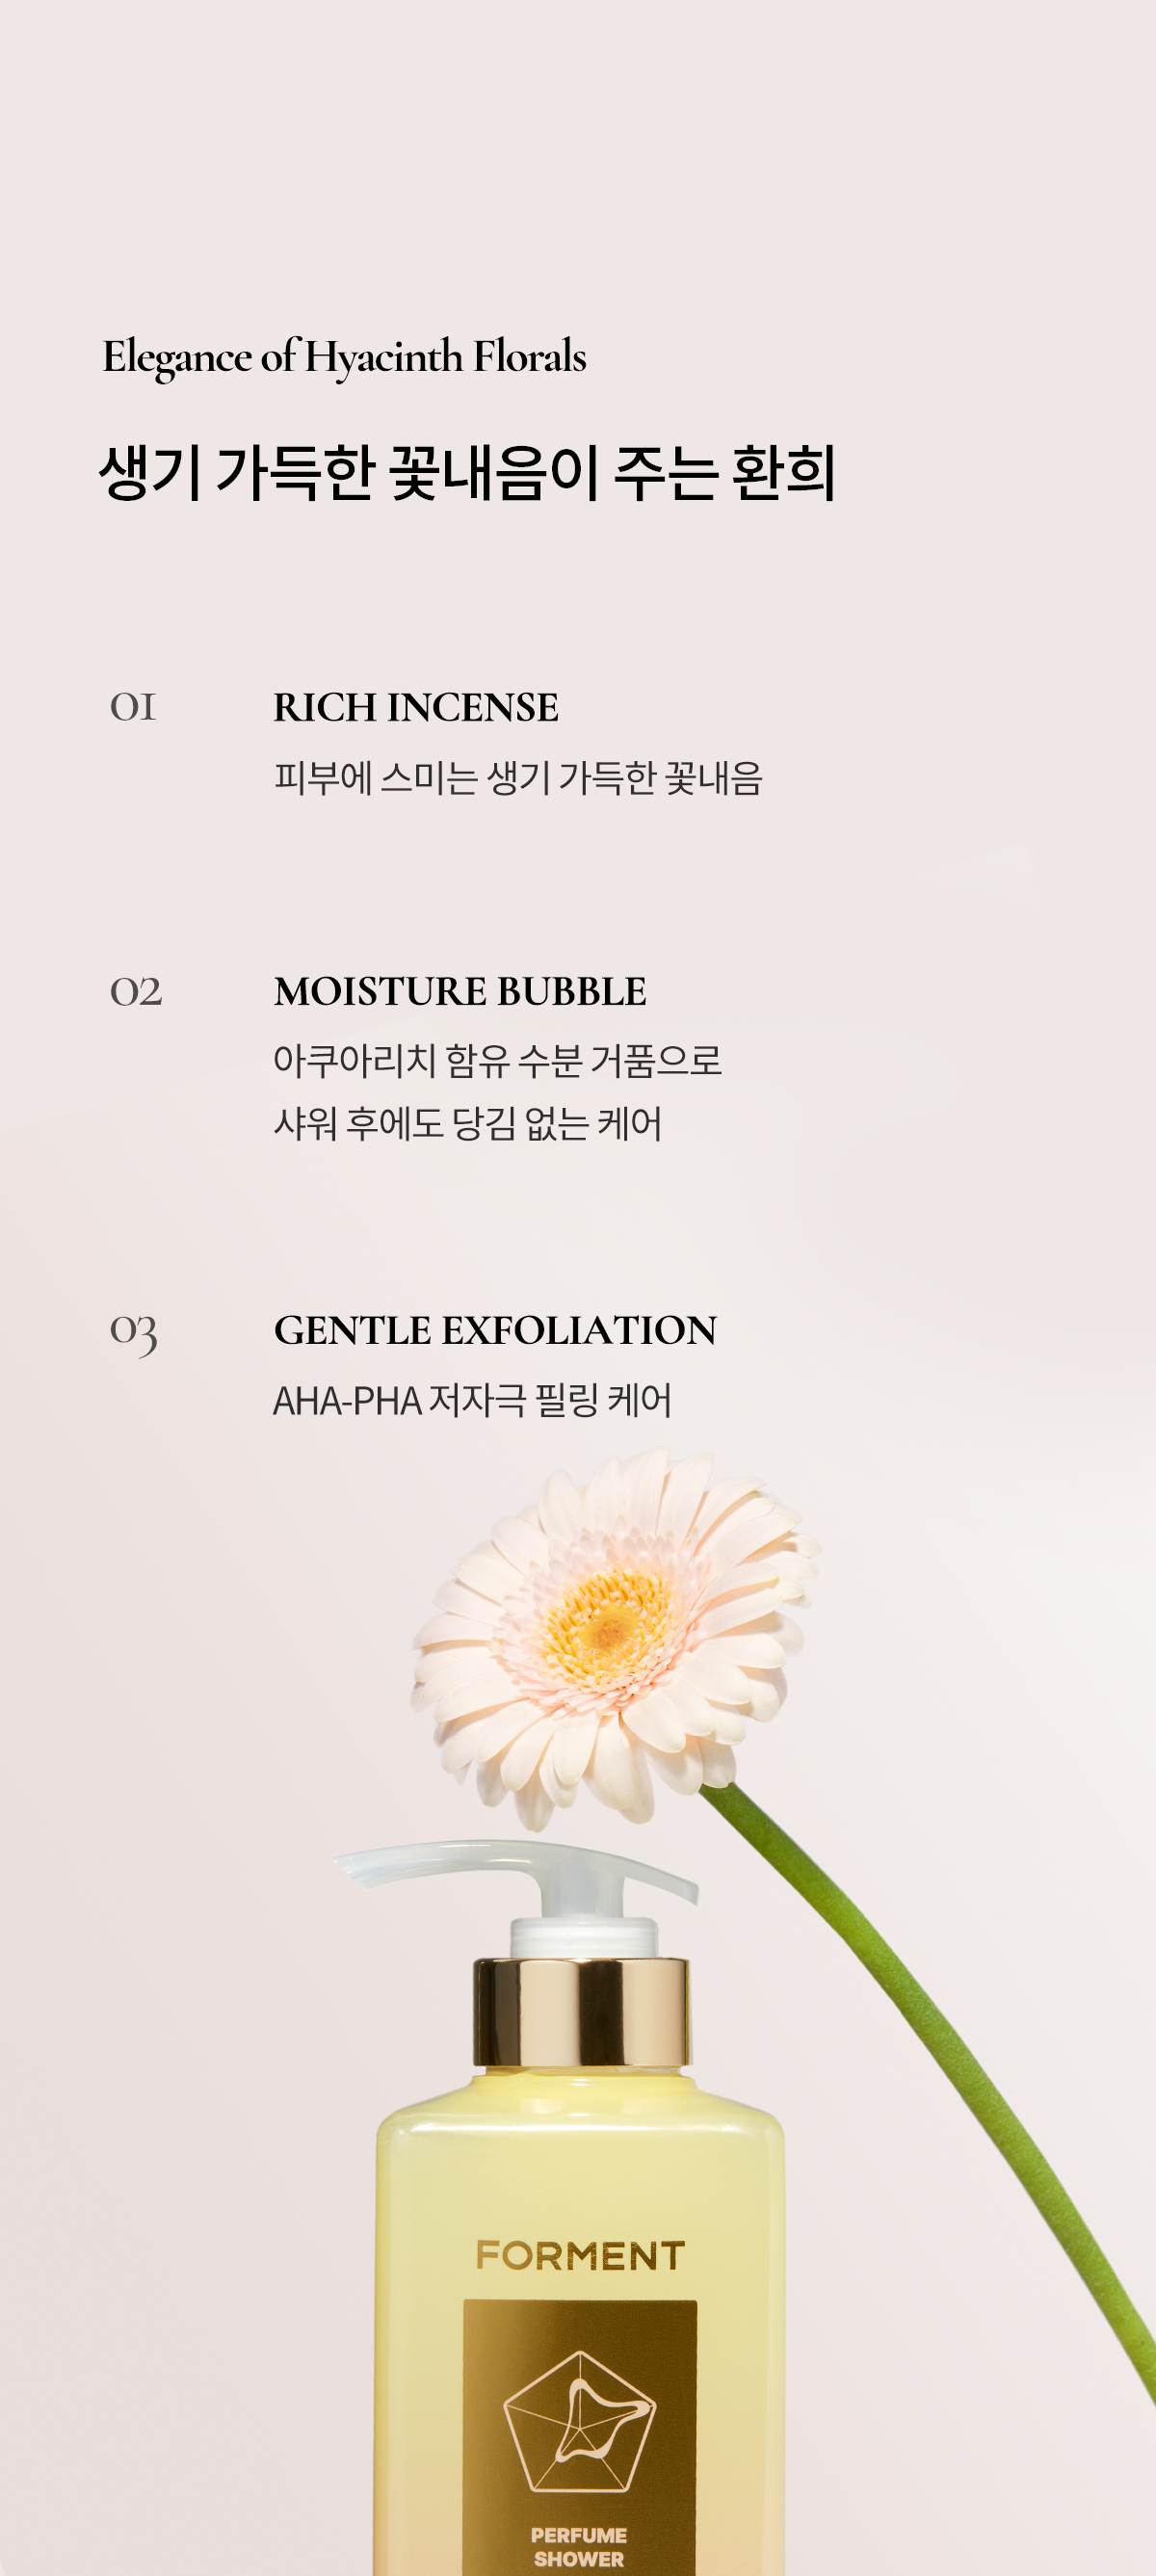 Elegance of Hyacinth Florals
생기 가득한 꽃내음이 주는 환희
01
RICH INCENSE
피부에 스미는 생기 가득한 꽃내음
02
MOISTURE BUBBLE
아쿠아리치 함유 수분 거품으로
샤워 후에도 당김 없는 케어
03
GENTLE EXFOLIATION
AHA-PHA 저자극 필링 케어
FORMENT
PERFUME
SHOWER